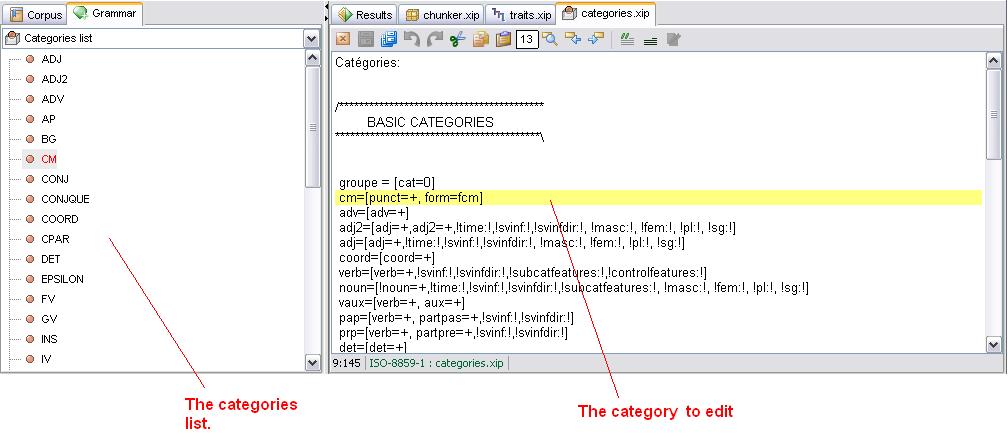 Corpus Grammar
Categories list
ADJ
ADJ2
ADV
AP
BG
CM
CONJ
CONJQUE
COORD
CPAR
DET
EPSILON
FV
GV
INS
IV
Results chunker.xip traits.xip categories.xip
13
Catégories:
/****************************************
BASIC CATEGORIES
****************************************\
groupe = [cat=0]
cm=[punct=+, form=fcm]
adv=[adv=+]
adj2=[adj=+,adj2=+,!time:!,!svinf:!,!svinfdir:!, !masc:!, !fem:!, !pl:!, !sg:!]
adj=[adj=+,!time:!,!svinf:!,!svinfdir:!, !masc:!, !fem:!, !pl:!, !sg:!]
coord=[coord=+]
verb=[verb=+,!svinf:!,!svinfdir:!,!subcatfeatures:!,!controlfeatures:!]
noun=[!noun=+,!time:!,!svinf:!,!svinfdir:!,!subcatfeatures:!, !masc:!, !fem:!, !pl:!, !sg:!]
vaux=[verb=+, aux=+]
pap=[verb=+, partpas=+,!svinf:!,!svinfdir:!]
prp=[verb=+, partpre=+,!svinf:!,!svinfdir:!]
det=[det=+]
9:145 ISO-8859-1 : categories.xip
The categories
list.
The category to edit